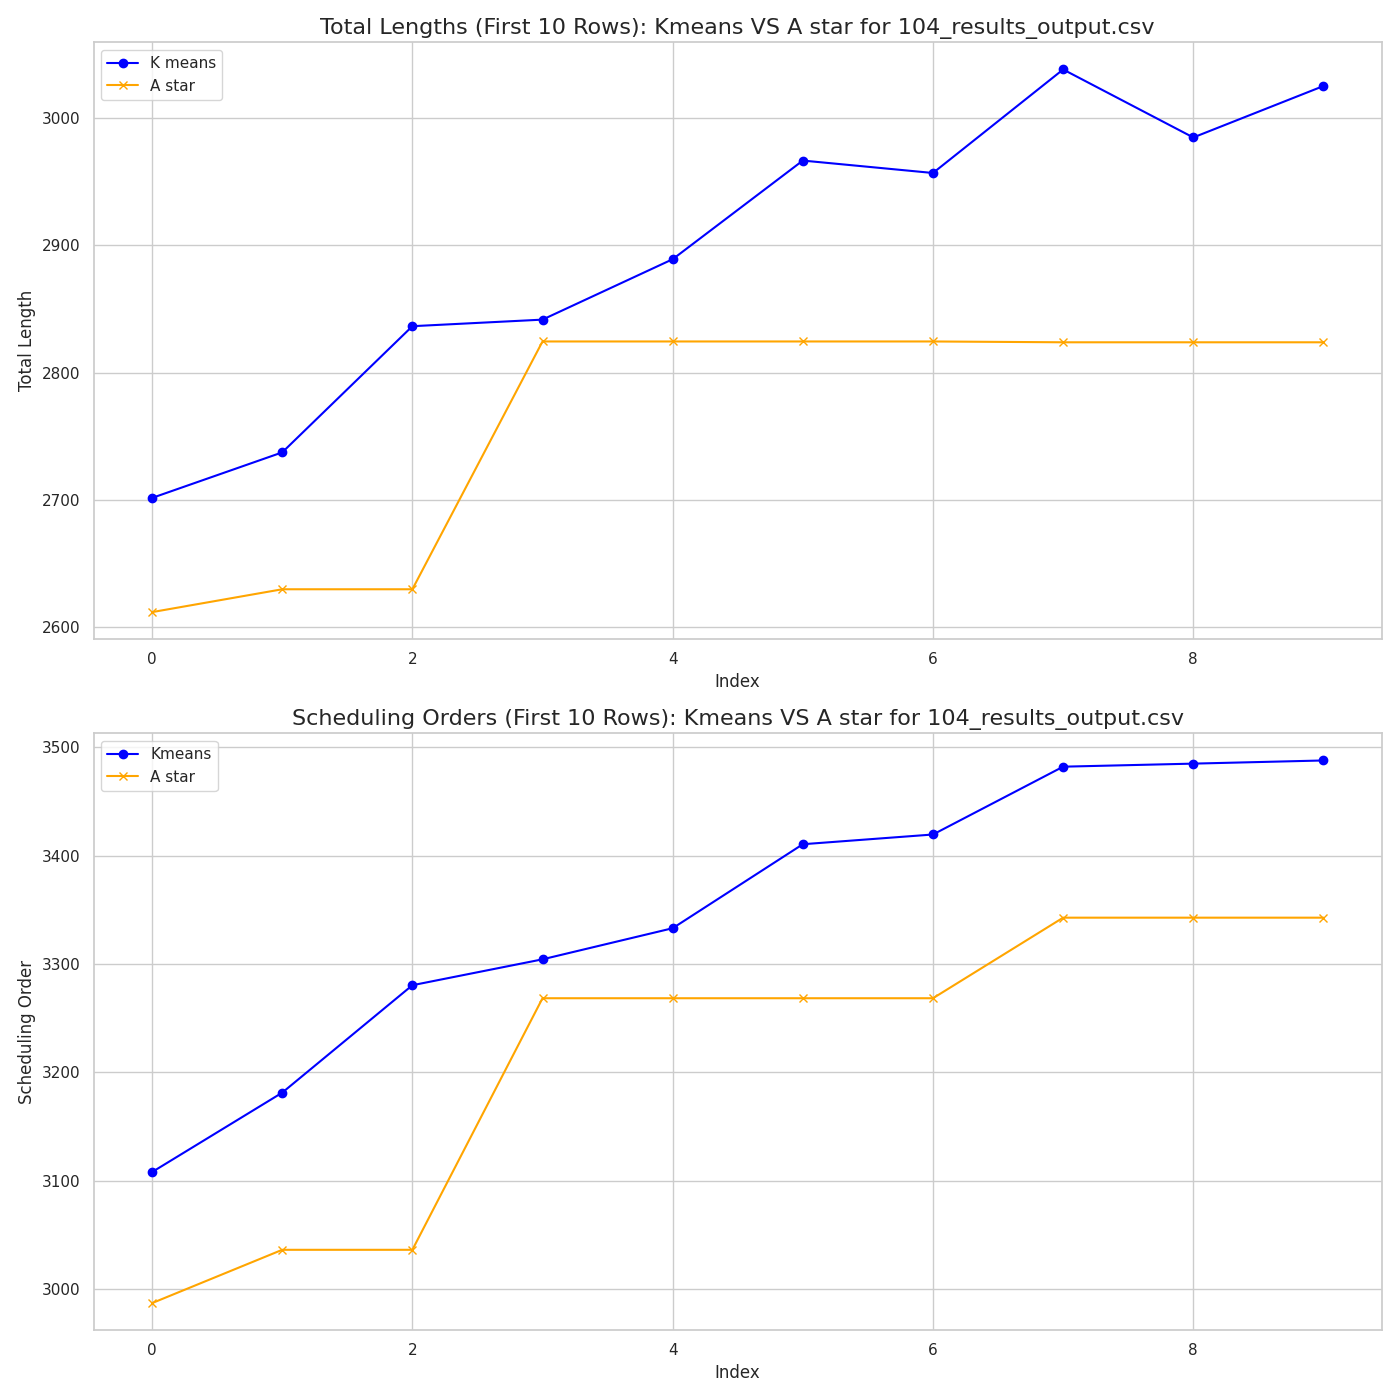 Total Lengths (First 10 Rows): Kmeans VS A star for 104_results_output.csv
K means
A star
3000
2900
2800
2700
2600
Total Length
0 2 4 6 8
Index
Scheduling Orders (First 10 Rows): Kmeans VS A star for 104_results_output.csv
Kmeans
A star
3500
3400
3300
3200
3100
3000
Scheduling Order
0 2 4 6 8
Index